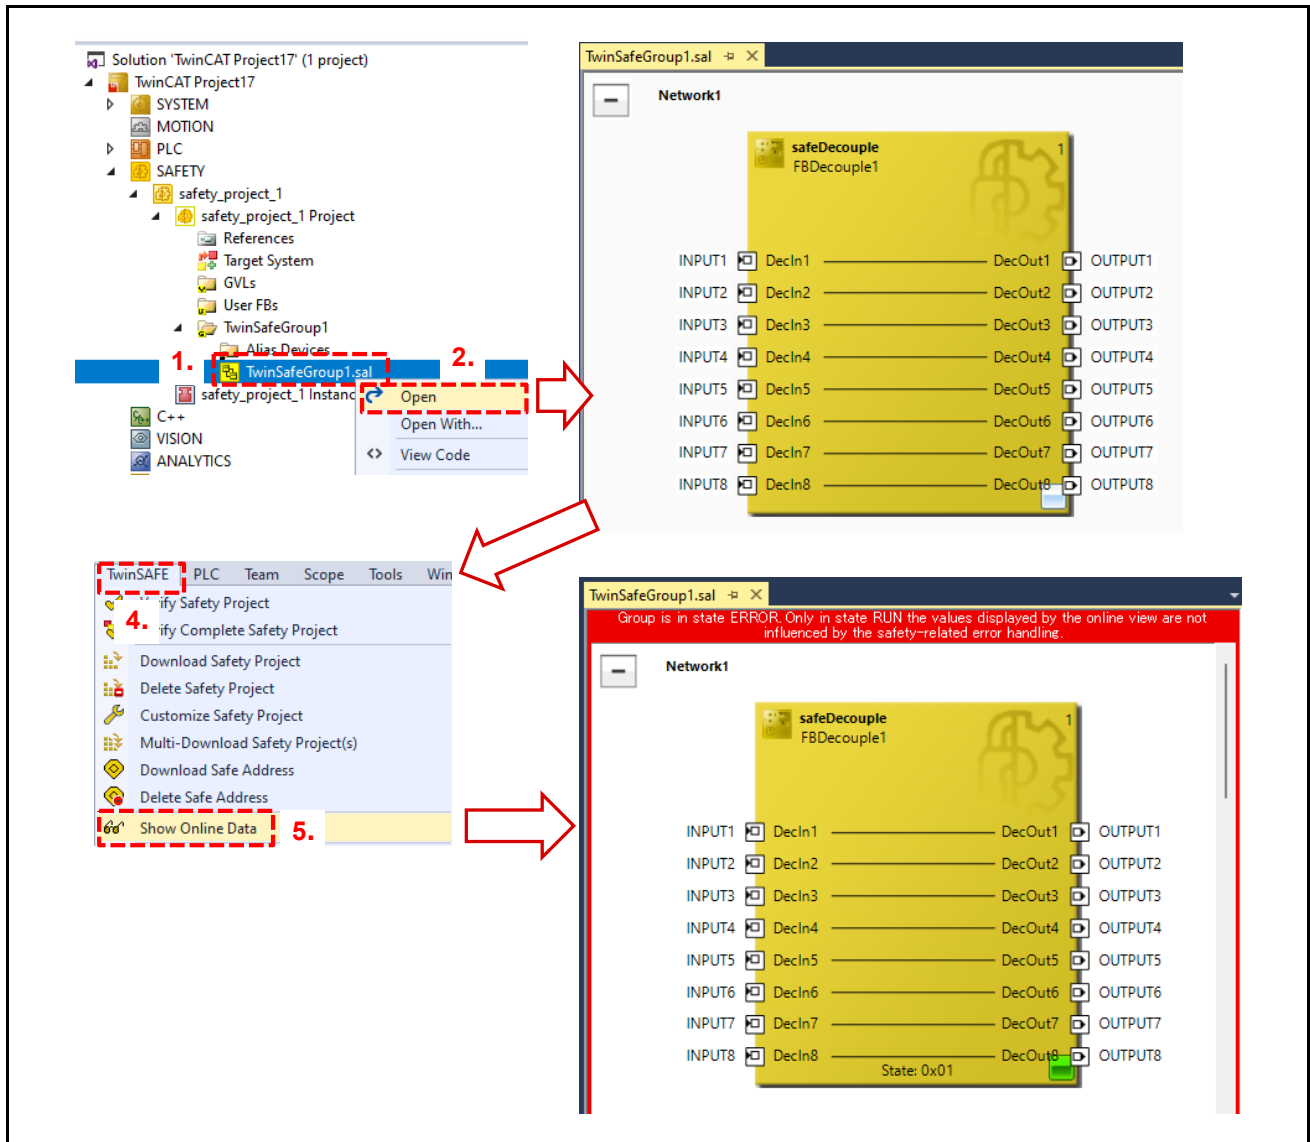 Solution 'TwinCAT Project17' (1 project)
TwinCAT Project17
SYSTEM
MOTION
PLC
SAFETY
safety_project_1
safety_project_1 Project
References
Target System
GVLs
User FBs
TwinSafeGroup1
Alias Devices
1.
TwinSafeGroup1.sal
2.
safety_project_1 Instanc
Open
C++
Open With...
VISION
View Code
ANALYTICS
TwinSafeGroup1.sal
Network1
safeDecouple
1
FBDecouple1
INPUT1 DecIn1 DecOut1 OUTPUT1
INPUT2 DecIn2 DecOut2 OUTPUT2
INPUT3 DecIn3 DecOut3 OUTPUT3
INPUT4 DecIn4 DecOut4 OUTPUT4
INPUT5 DecIn5 DecOut5 OUTPUT5
INPUT6 DecIn6 DecOut6 OUTPUT6
INPUT7 DecIn7 DecOut7 OUTPUT7
INPUT8 DecIn8 DecOut8 OUTPUT8
TwinSAFE PLC Team Scope Tools Win
ify Safety Project
4.
ify Complete Safety Project
Download Safety Project
Delete Safety Project
Customize Safety Project
Multi-Download Safety Project(s)
Download Safe Address
Delete Safe Address
Show Online Data
5.
TwinSafeGroup1.sal
Group is in state ERROR. Only in state RUN the values displayed by the online view are not
influenced by the safety-related error handling.
Network1
safeDecouple
1
FBDecouple1
INPUT1 DecIn1 DecOut1 OUTPUT1
INPUT2 DecIn2 DecOut2 OUTPUT2
INPUT3 DecIn3 DecOut3 OUTPUT3
INPUT4 DecIn4 DecOut4 OUTPUT4
INPUT5 DecIn5 DecOut5 OUTPUT5
INPUT6 DecIn6 DecOut6 OUTPUT6
INPUT7 DecIn7 DecOut7 OUTPUT7
INPUT8 DecIn8 DecOut8 OUTPUT8
State: 0x01